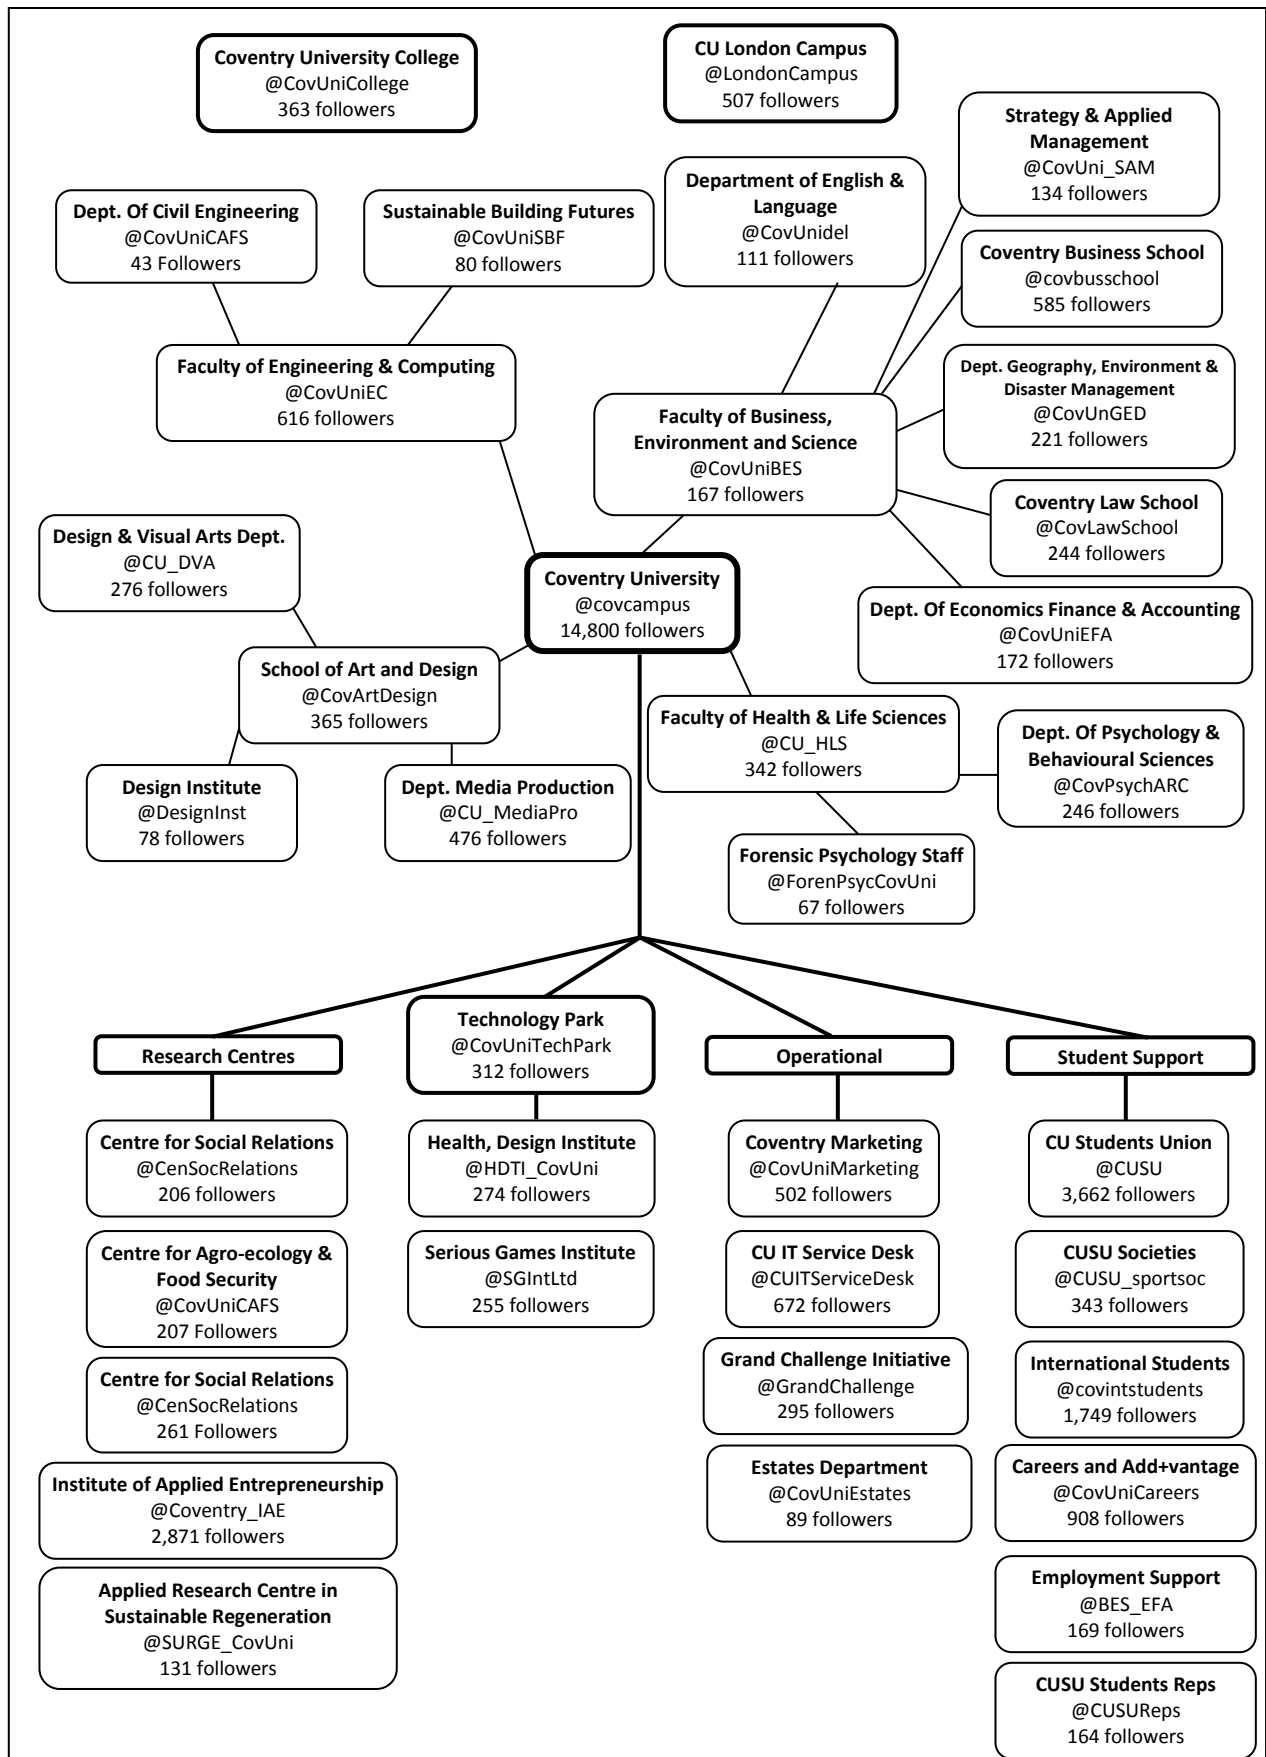 Coventry University College
@CovUniCollege
363 followers
CU London Campus
@LondonCampus
507 followers
Strategy & Applied
Management
@CovUni_SAM
134 followers
Department of English &
Language
@CovUnidel
111 followers
Dept. Of Civil Engineering
@CovUniCAFS
43 Followers
Sustainable Building Futures
@CovUniSBF
80 followers
Coventry Business School
@covbusschool
585 followers
Faculty of Engineering & Computing
@CovUniEC
616 followers
Dept. Geography, Environment &
Disaster Management
@CovUnGED
221 followers
Faculty of Business,
Environment and Science
@CovUniBES
167 followers
Coventry Law School
@CovLawSchool
244 followers
Design & Visual Arts Dept.
@CU_DVA
276 followers
Coventry University
@covcampus
14,800 followers
Dept. Of Economics Finance & Accounting
@CovUniEFA
172 followers
School of Art and Design
@CovArtDesign
365 followers
Faculty of Health & Life Sciences
@CU_HLS
342 followers
Dept. Of Psychology &
Behavioural Sciences
@CovPsychARC
246 followers
Design Institute
@DesignInst
78 followers
Dept. Media Production
@CU_MediaPro
476 followers
Forensic Psychology Staff
@ForenPsycCovUni
67 followers
Research Centres
Centre for Social Relations
@CenSocRelations
206 followers
Centre for Agro-ecology &
Food Security
@CovUniCAFS
207 Followers
Centre for Social Relations
@CenSocRelations
261 Followers
Institute of Applied Entrepreneurship
@Coventry_IAE
2,871 followers
Applied Research Centre in
Sustainable Regeneration
@SURGE_CovUni
131 followers
Technology Park
@CovUniTechPark
312 followers
Health, Design Institute
@HDTI_CovUni
274 followers
Serious Games Institute
@SGIntLtd
255 followers
Operational
Coventry Marketing
@CovUniMarketing
502 followers
CU IT Service Desk
@CUITServiceDesk
672 followers
Grand Challenge Initiative
@GrandChallenge
295 followers
Estates Department
@CovUniEstates
89 followers
Student Support
CU Students Union
@CUSU
3,662 followers
CUSU Societies
@CUSU_sportsoc
343 followers
International Students
@covintstudents
1,749 followers
Careers and Add+vantage
@CovUniCareers
908 followers
Employment Support
@BES_EFA
169 followers
CUSU Students Reps
@CUSUReps
164 followers